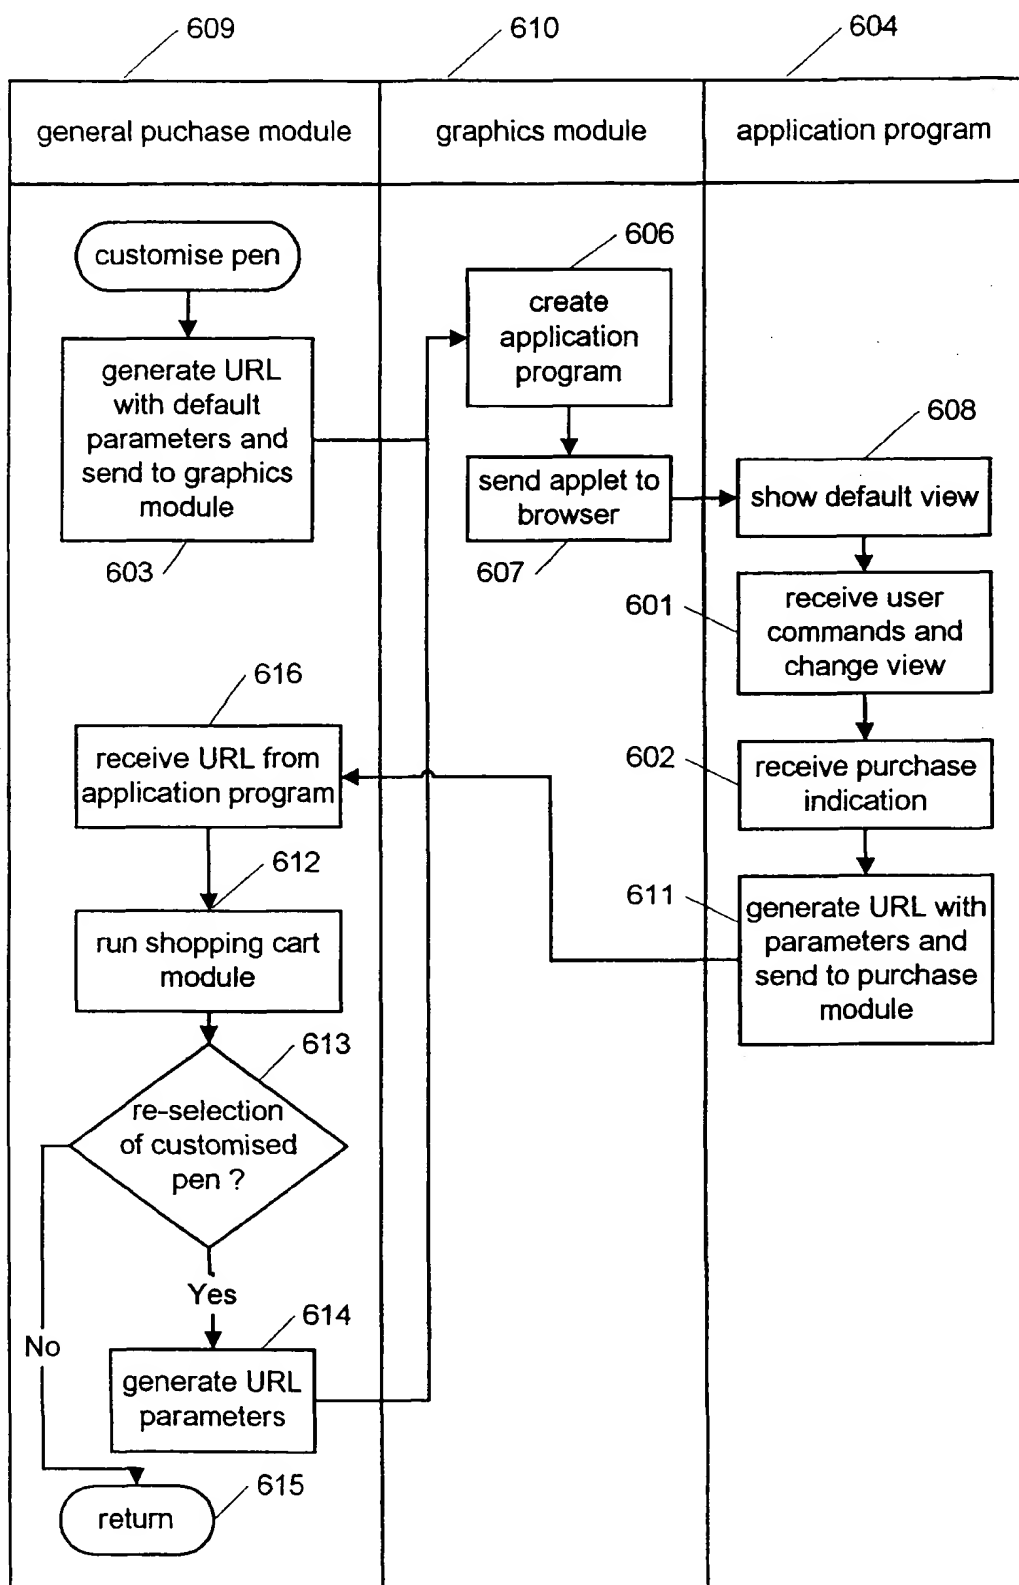 609
610
604
general puchase module
graphics module
application program
customise pen
606
create
application
program
generate URL
with default
parameters and
send to graphics
module
603
608
send applet to
browser
607
show default view
601
receive user
commands and
change view
616
receive URL from
application program
602
receive purchase
indication
612
run shopping cart
module
611
generate URL with
parameters and
send to purchase
module
613
re-selection
of customised
pen ?
Yes
No
614
generate URL
parameters
615
return